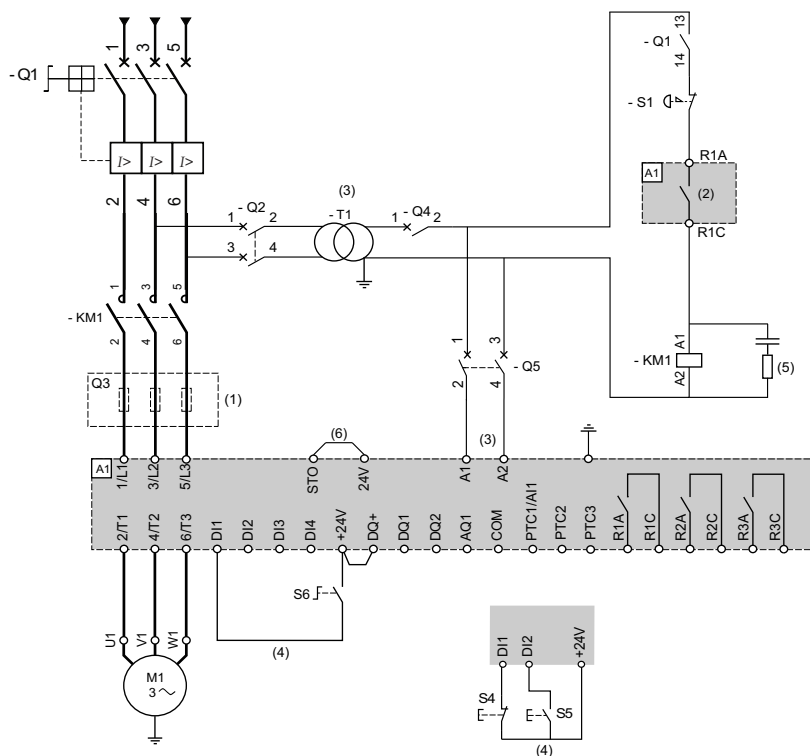 1 3 5
- Q1
I> I> I>
2 4 6
13
- Q1
14
- S1
R1A
A1
(2)
R1C
(3)
- Q2
1 2
3 4
- T1
1 - Q4 2
1 3 5
- KM1
2 4 6
1 3
- Q5
2 4
A1
- KM1
A2
(5)
Q3
(1)
(6)
(3)
A1
1/L1 3/L2 5/L3 STO 24V A1 A2
2/T1 4/T2 6/T3 DI1 DI2 DI3 DI4 +24V DQ+ DQ1 DQ2 AQ1 COM PTC1/AI1 PTC2 PTC3 R1A R1C R2A R2C R3A R3C
S6
(4)
U1 V1 W1
M1
3
DI1 DI2 +24V
S4 S5
(4)